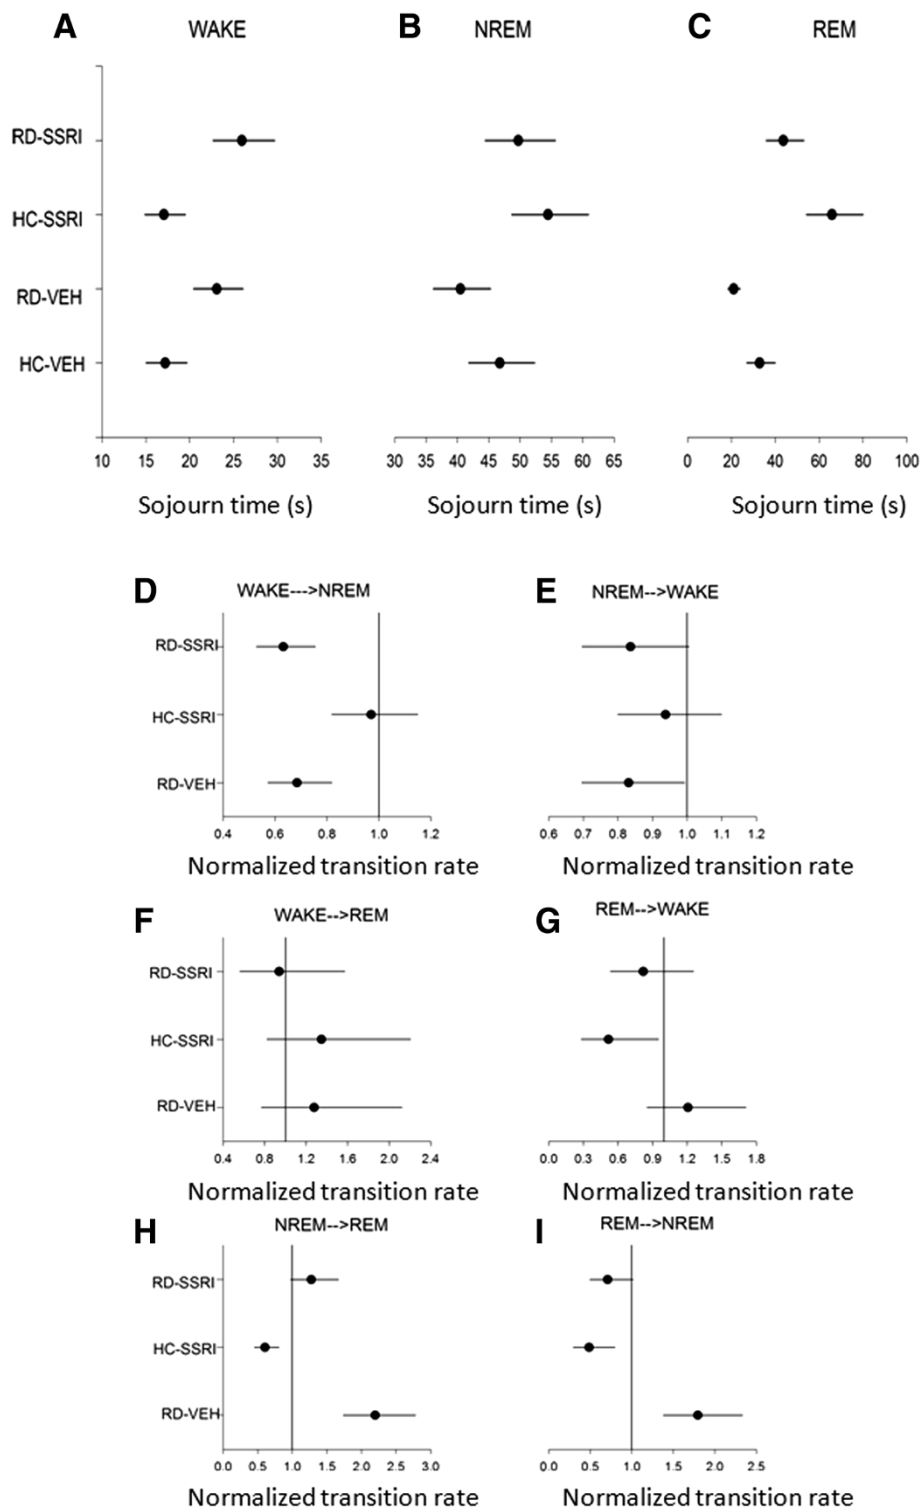 A WAKE B NREM C REM
RD-SSRI
HC-SSRI
RD-VEH
HC-VEH
10 15 20 25 30 35 30 35 40 45 50 55 60 65 0 20 40 60 80 100
Sojourn time (s) Sojourn time (s) Sojourn time (s)
D WAKE--->NREM E NREM-->WAKE
RD-SSRI
HC-SSRI
RD-VEH
0.4 0.6 0.8 1.0 1.2 0.6 0.7 0.8 0.9 1.0 1.1 1.2
Normalized transition rate Normalized transition rate
F WAKE-->REM G REM-->WAKE
RD-SSRI
HC-SSRI
RD-VEH
0.4 0.8 1.2 1.6 2.0 2.4 0.0 0.3 0.6 0.9 1.2 1.5 1.8
Normalized transition rate Normalized transition rate
H NREM-->REM I REM-->NREM
RD-SSRI
HC-SSRI
RD-VEH
0.0 0.5 1.0 1.5 2.0 2.5 3.0 0.0 0.5 1.0 1.5 2.0 2.5
Normalized transition rate Normalized transition rate